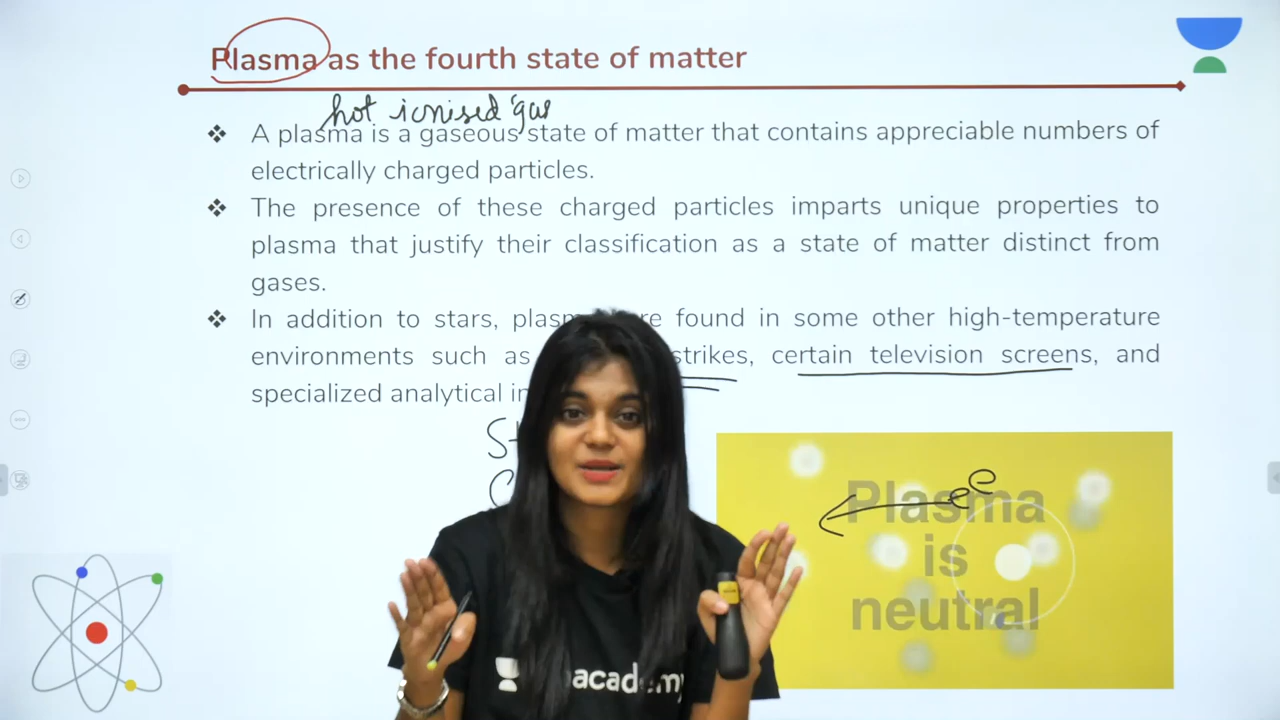 Plasma as the fourth state of matter
hot ionised gas
A plasma is a gaseous state of matter that contains appreciable numbers of
electrically charged particles.
The presence of these charged particles imparts unique properties to
plasma that justify their classification as a state of matter distinct from
gases.
In addition to stars, are found in some other high-temperature
environments such as strikes, certain television screens, and
specialized analytical
e
Plasma
is
neutral
academy